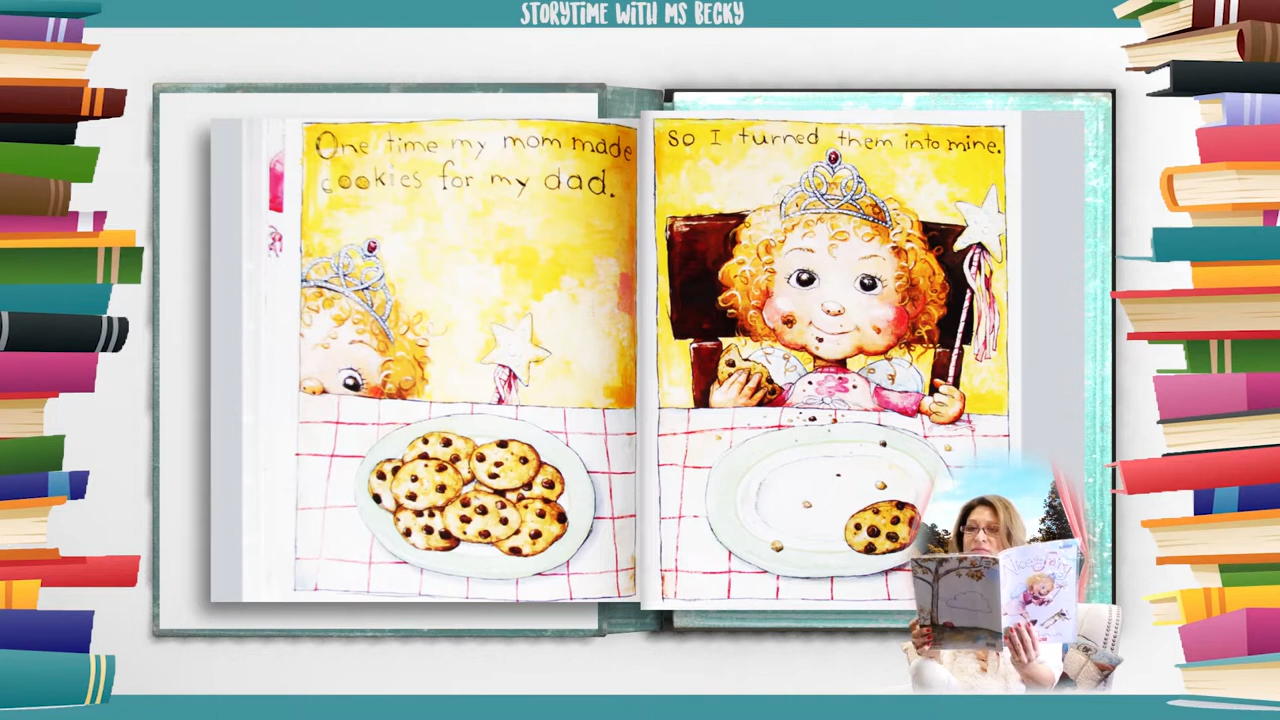 STORYTIME WITH MS BECKY
One time my mom made
cookies for my dad.
So I turned them into mine.